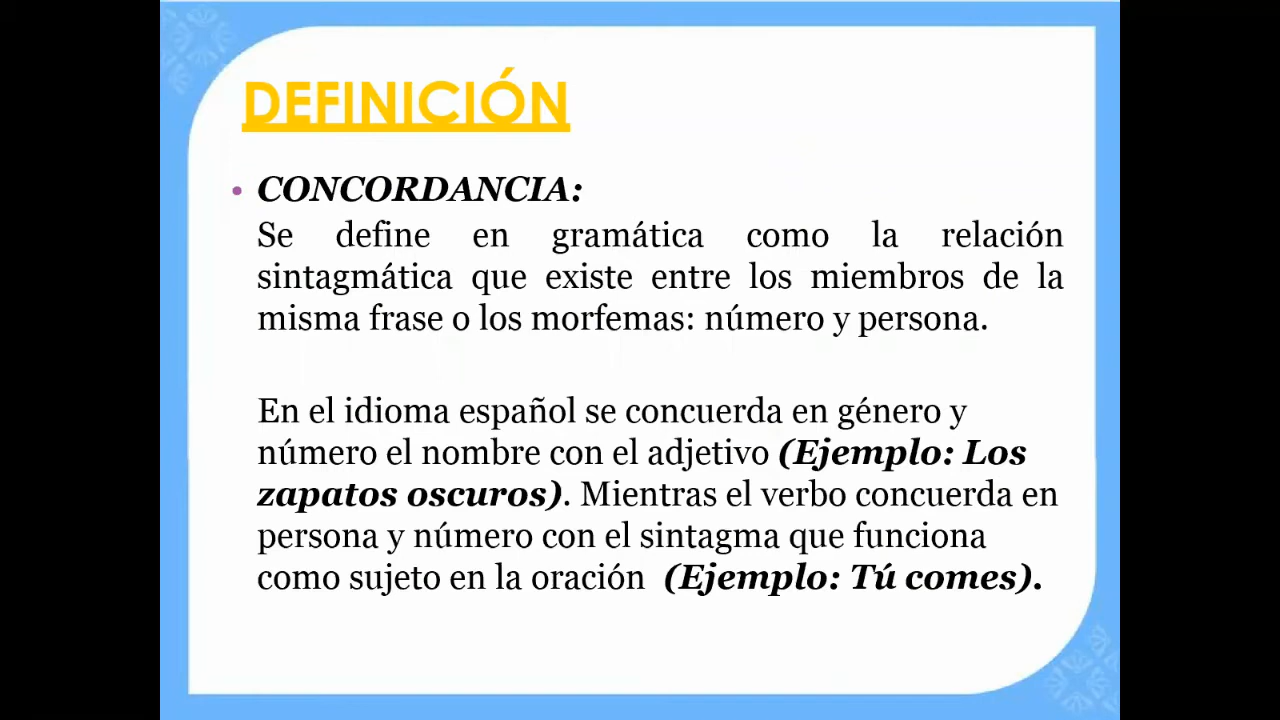 DEFINICIÓN
• CONCORDANCIA:
Se define en gramática como la relación
sintagmática que existe entre los miembros de la
misma frase o los morfemas: número y persona.
En el idioma español se concuerda en género y
número el nombre con el adjetivo (Ejemplo: Los
zapatos oscuros). Mientras el verbo concuerda en
persona y número con el sintagma que funciona
como sujeto en la oración (Ejemplo: Tú comes).